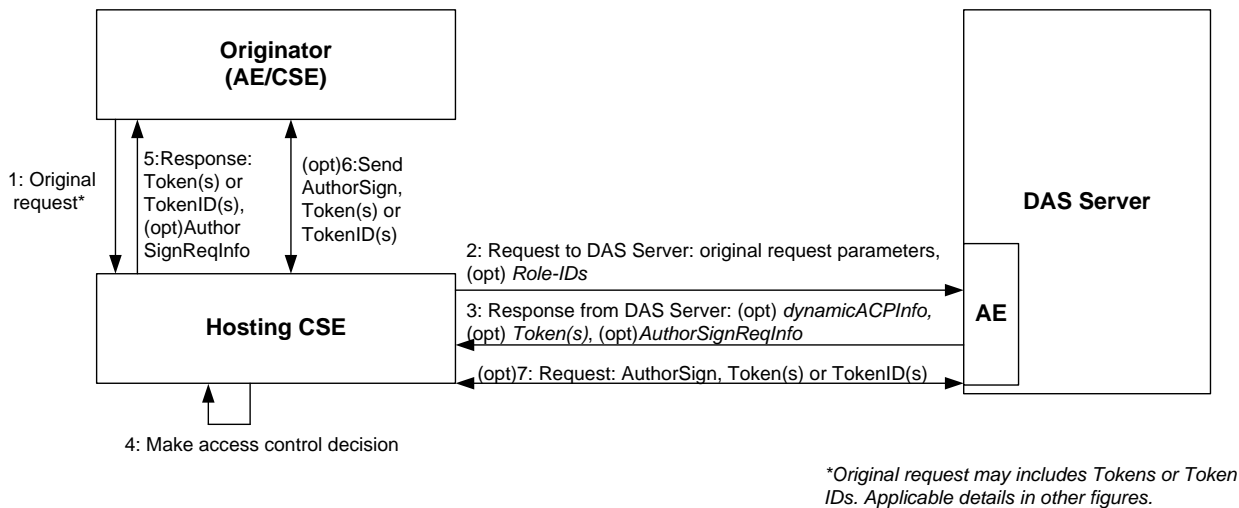 Originator
(AE/CSE)
1: Original
request*
5:Response:
Token(s) or
TokenID(s),
(opt)Author
SignReqInfo
(opt)6:Send
AuthorSign,
Token(s) or
TokenID(s)
DAS Server
2: Request to DAS Server: original request parameters,
(opt) Role-IDs
Hosting CSE
3: Response from DAS Server: (opt) dynamicACPInfo,
(opt) Token(s), (opt)AuthorSignReqInfo
AE
(opt)7: Request: AuthorSign, Token(s) or TokenID(s)
4: Make access control decision
*Original request may includes Tokens or Token
IDs. Applicable details in other figures.